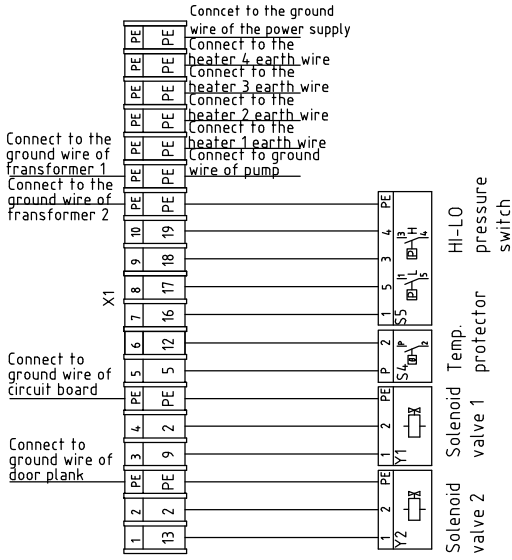 Conncet to the ground
wire of the power supply
Connect to the
heater 4 earth wire
Connect to the
heater 3 earth wire
Connect to the
heater 2 earth wire
Connect to the
heater 1 earth wire
Connect to ground
wire of pump
Connect to the
ground wire of
transformer 1
Connect to the
ground wire of
transformer 2
Connect to
ground wire of
circuit board
Connect to
ground wire of
door plank
X1
PE PE
PE PE
PE PE
PE PE
PE PE
PE PE
PE PE
10 19
9 18
8 17
7 16
6 12
5 5
PE PE
4 2
3 9
PE PE
2 2
1 13
PE
4
3
5
1
S5
3
P H
4
1
P L
5
HI-LO
pressure
switch
2
P
S4
P
θ
2
Temp.
protector
PE
2
1
Y1
Solenoid
valve 1
PE
2
1
Y2
Solenoid
valve 2